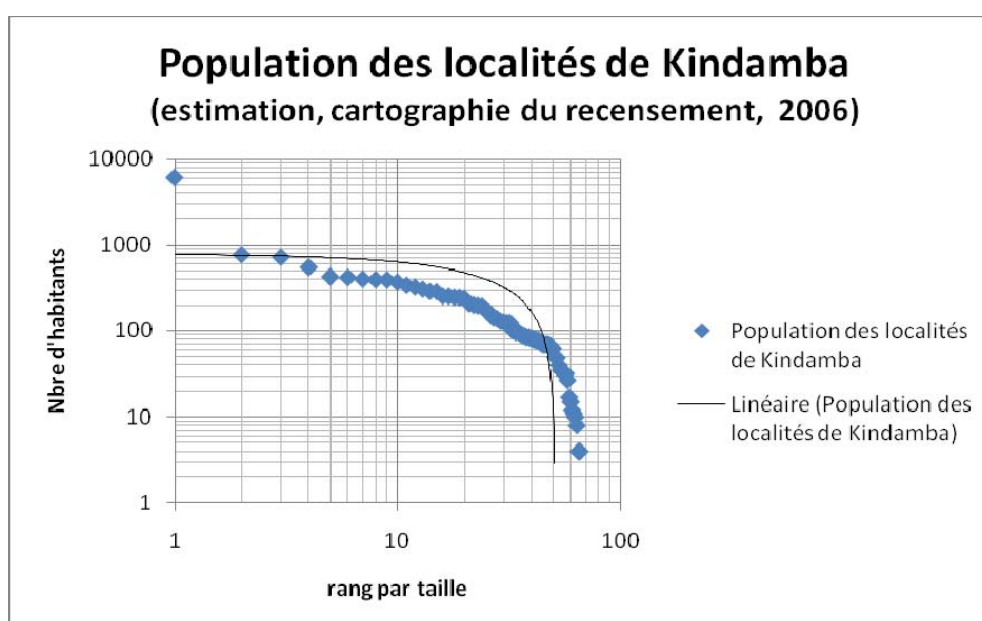 Population des localités de Kindamba
(estimation, cartographie du recensement, 2006)
Nbre d'habitants
10000
1000
100
10
1
1
10
100
rang par taille
Population des localités
de Kindamba
Linéaire (Population des
localités de Kindamba)